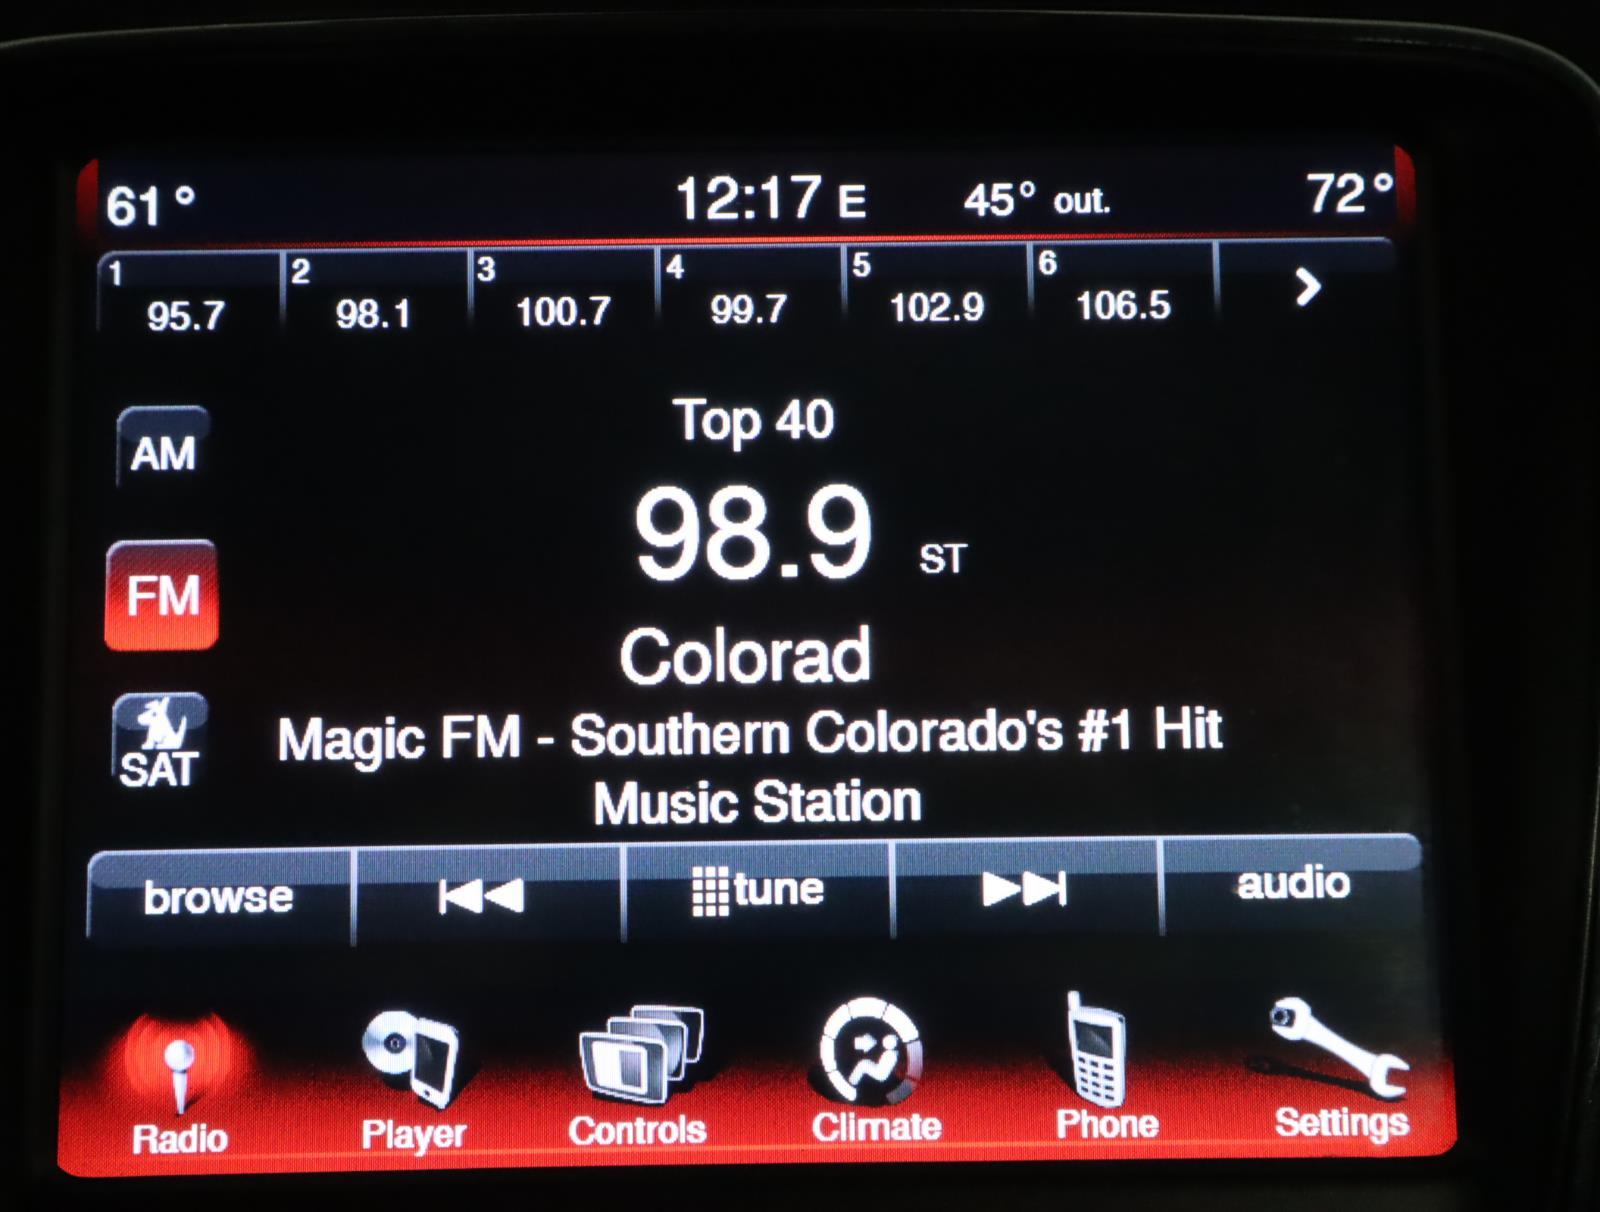 61° 12:17 E 45° out. 72°
1 2 3 4 5 6
95.7 98.1 100.7 99.7 102.9 106.5
Top 40
AM
98.9 ST
FM
Colorad
Magic FM - Southern Colorado's #1 Hit
SAT
Music Station
browse tune audio
Radio Player Controls Climate Phone Settings